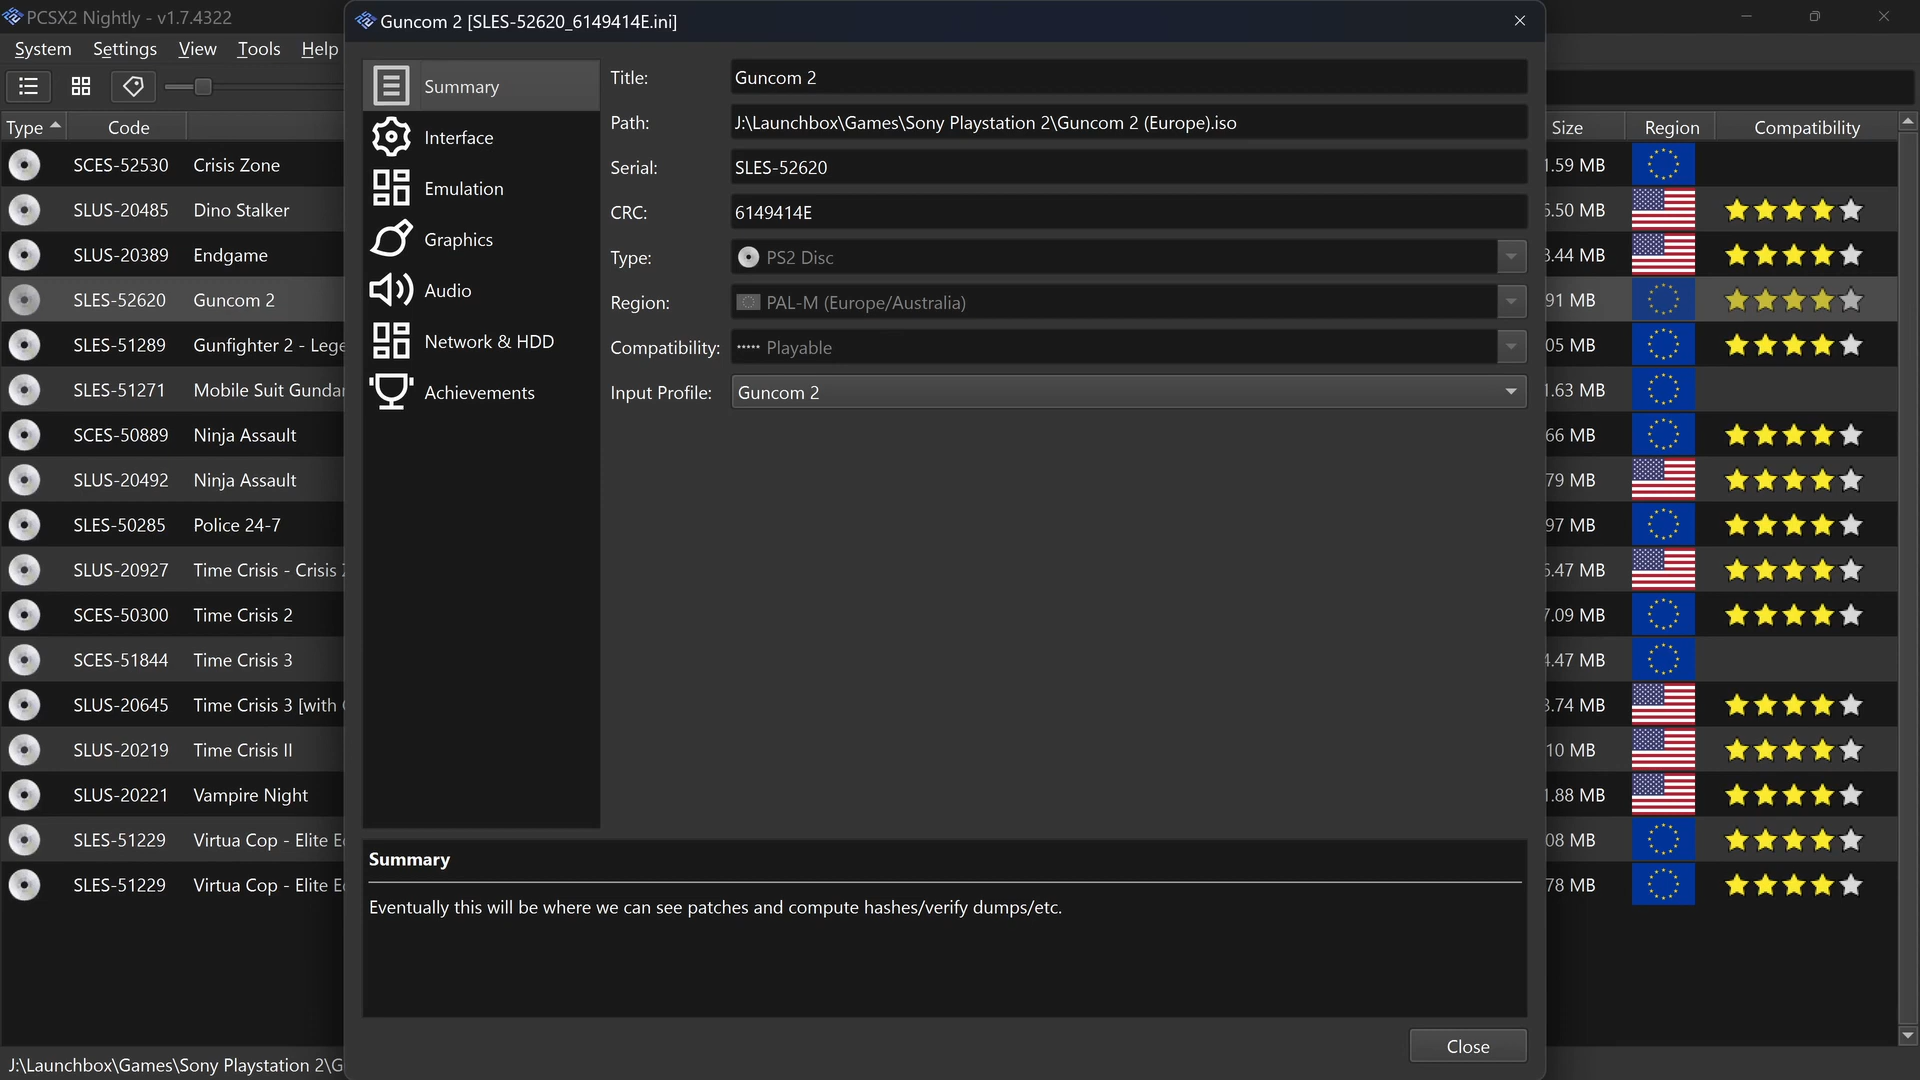 PCSX2 Nightly - v1.7.4322
System Settings View Tools Help
Type Code
SCES-52530 Crisis Zone
SLUS-20485 Dino Stalker
SLUS-20389 Endgame
SLES-52620 Guncom 2
SLES-51289 Gunfighter 2 - Lege
SLES-51271 Mobile Suit Gundar
SCES-50889 Ninja Assault
SLUS-20492 Ninja Assault
SLES-50285 Police 24-7
SLUS-20927 Time Crisis - Crisis
SCES-50300 Time Crisis 2
SCES-51844 Time Crisis 3
SLUS-20645 Time Crisis 3 [with
SLUS-20219 Time Crisis II
SLUS-20221 Vampire Night
SLES-51229 Virtua Cop - Elite E
SLES-51229 Virtua Cop - Elite E
J:\Launchbox\Games\Sony Playstation 2\G
Guncom 2 [SLES-52620_6149414E.ini]
Summary
Interface
Emulation
Graphics
Audio
Network & HDD
Achievements
Title: Guncom 2
Path: J:\Launchbox\Games\Sony Playstation 2\Guncom 2 (Europe).iso
Serial: SLES-52620
CRC: 6149414E
Type: PS2 Disc
Region: PAL-M (Europe/Australia)
Compatibility: ***** Playable
Input Profile: Guncom 2
Summary
Eventually this will be where we can see patches and compute hashes/verify dumps/etc.
Close
Size Region Compatibility
.59 MB
.50 MB
.44 MB
91 MB
05 MB
.63 MB
66 MB
79 MB
97 MB
.47 MB
.09 MB
.47 MB
.74 MB
10 MB
.88 MB
08 MB
78 MB